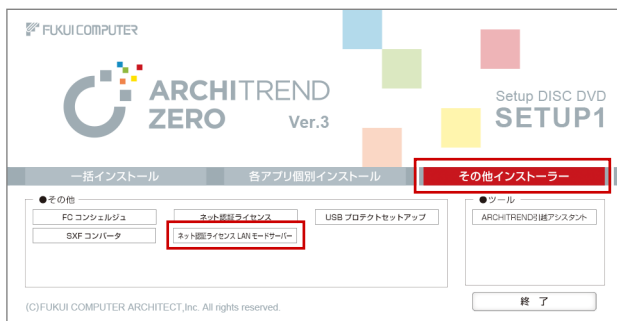 FUKUI COMPUTER
ARCHITREND
ZERO Ver.3
Setup DISC DVD
SETUP1
一括インストール 各アプリ個別インストール その他インストーラー
●その他 ●ツール
FC コンシェルジュ ネット認証ライセンス USB プロテクトセットアップ ARCHITREND引越アシスタント
SXF コンバータ ネット認証ライセンス LAN モードサーバー
(C)FUKUI COMPUTER ARCHITECT,Inc. All rights reserved. 終 了